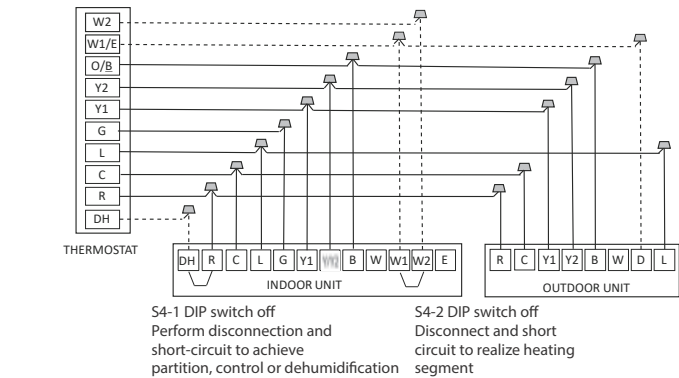 W2
W1/E
O/B
Y2
Y1
G
L
C
R
DH
THERMOSTAT
DH R C L G Y1 B W W1 W2 E
INDOOR UNIT
R C Y1 Y2 B W D L
OUTDOOR UNIT
S4-1 DIP switch off
Perform disconnection and
short-circuit to achieve
partition, control or dehumidification
S4-2 DIP switch off
Disconnect and short
circuit to realize heating
segment